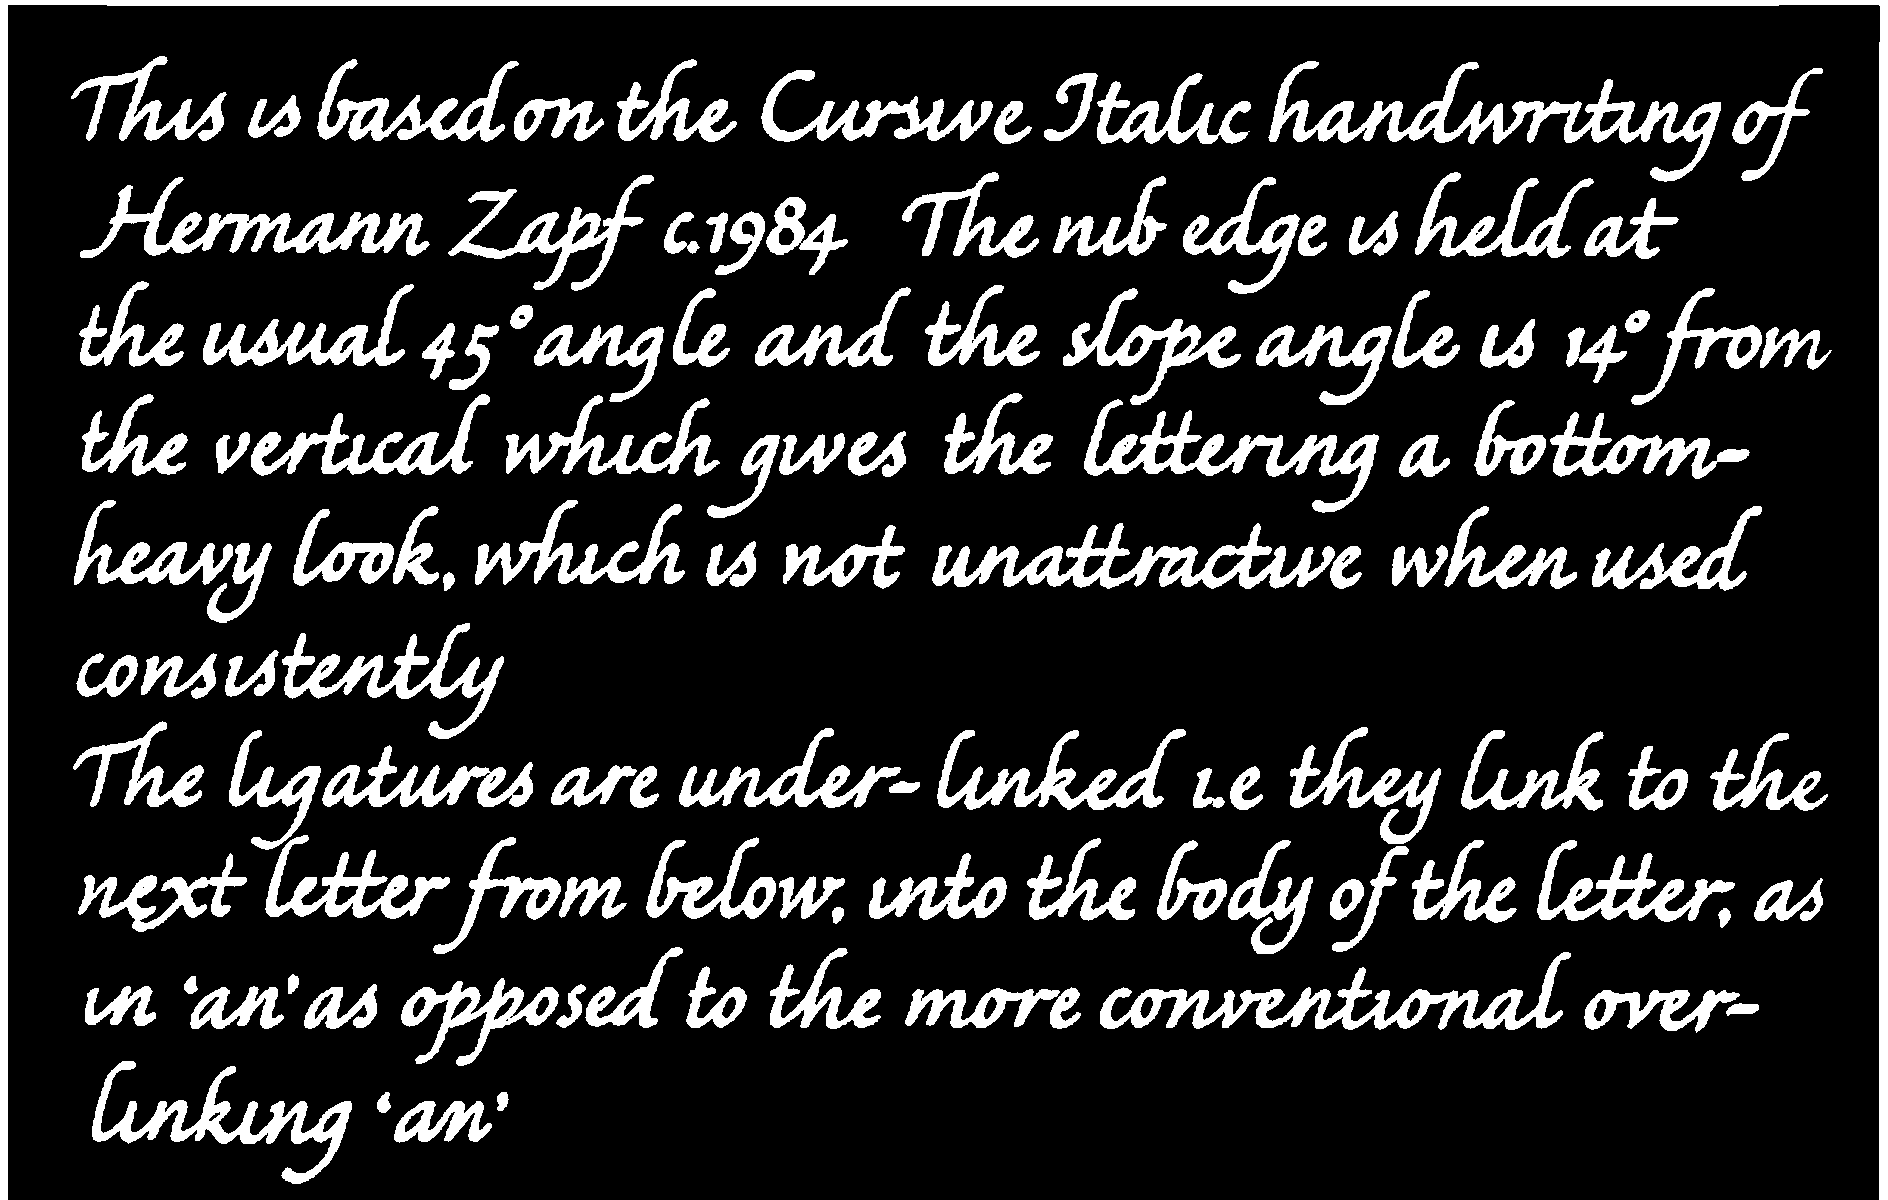 This is based on the Cursive Italic handwriting of
Hermann Zapf c.1984 The nib edge is held at
the usual 45° angle and the slope angle is 14° from
the vertical which gives the lettering a bottom-
heavy look, which is not unattractive when used
consistently
The ligatures are under-linked i.e they link to the
next letter from below, into the body of the letter, as
in ‘an’ as opposed to the more conventional over-
linking ‘an’